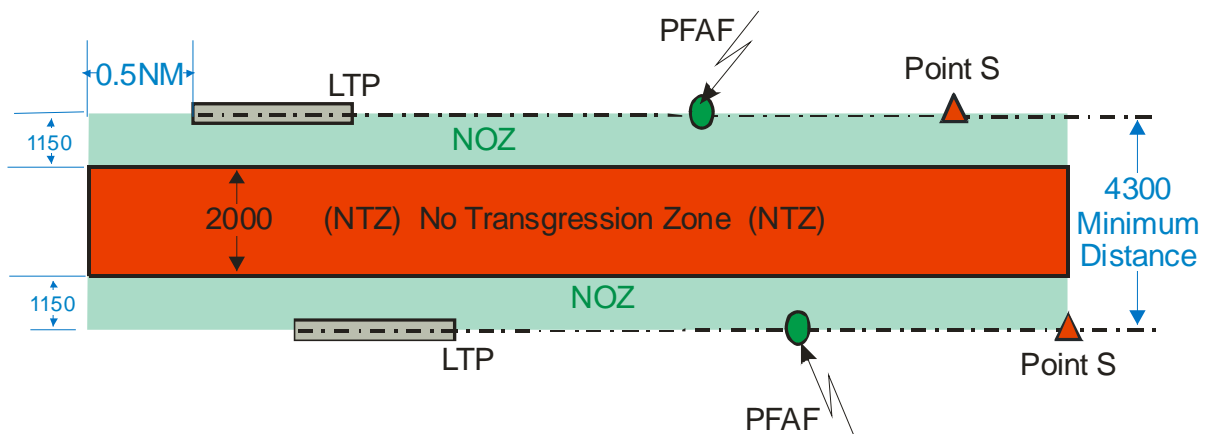 PFAF
Point S
0.5NM
LTP
1150
NOZ
2000 (NTZ) No Transgression Zone (NTZ)
4300
Minimum
Distance
1150
NOZ
LTP
Point S
PFAF